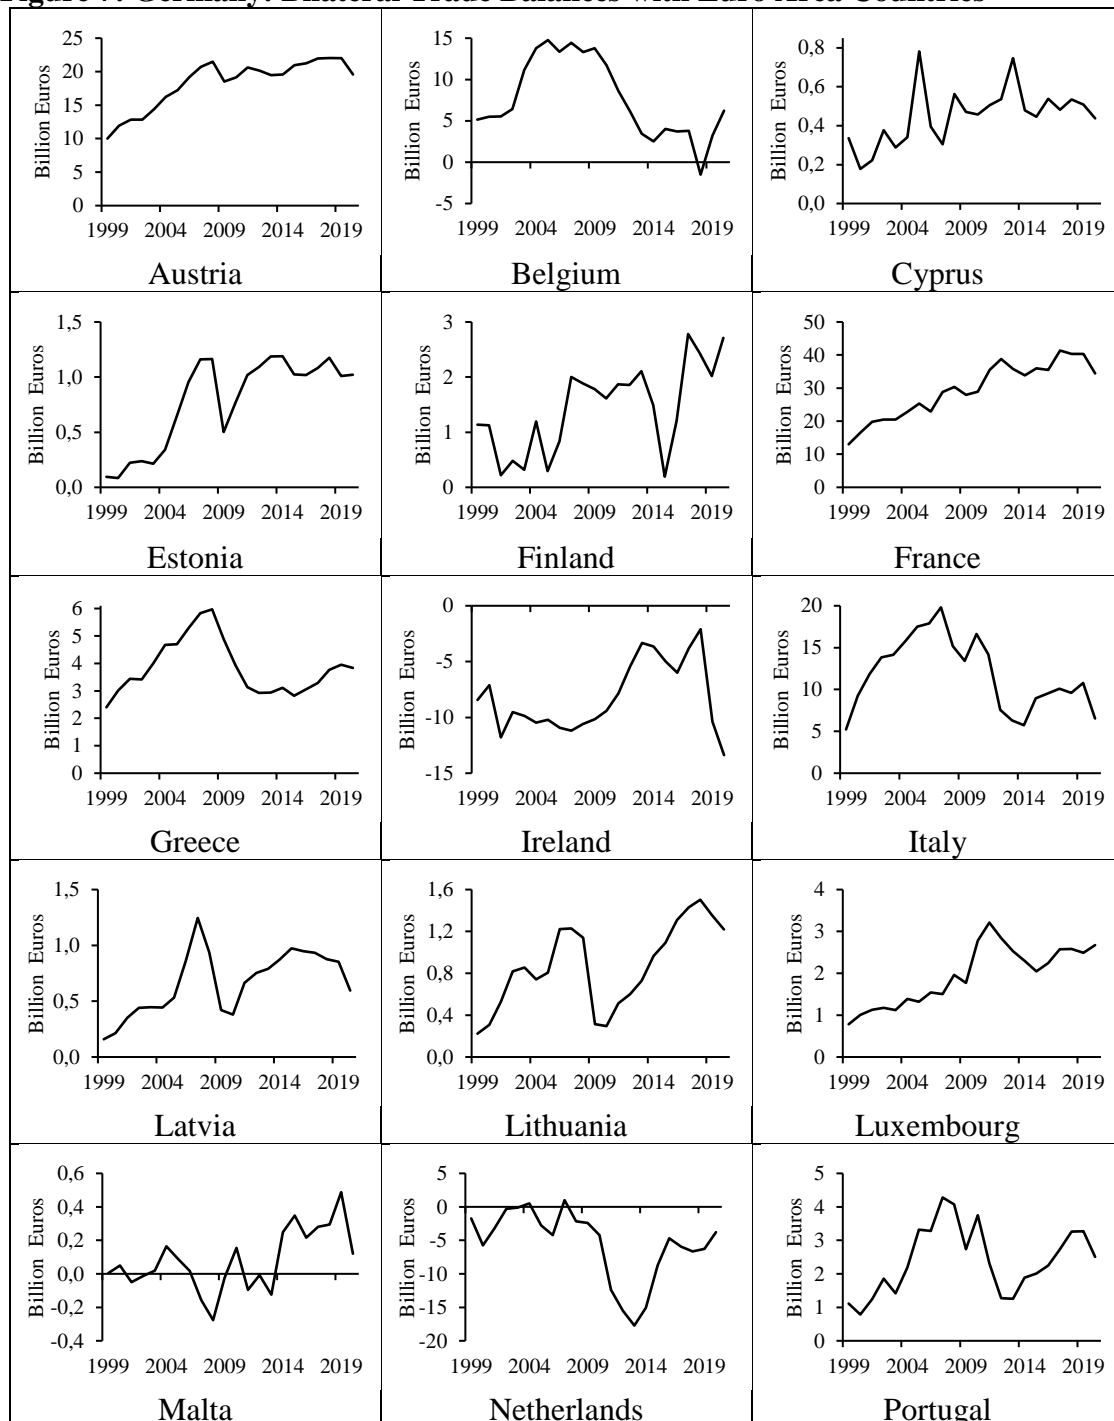 Figure 7: Germany: Bilateral Trade Balances with Euro Area Countries
Billion Euros
25
20
15
10
5
0
1999 2004 2009 2014 2019
Austria
Billion Euros
15
10
5
0
-5
1999 2004 2009 2014 2019
Belgium
Billion Euros
0,8
0,6
0,4
0,2
0,0
1999 2004 2009 2014 2019
Cyprus
Billion Euros
1,5
1,0
0,5
0,0
1999 2004 2009 2014 2019
Estonia
Billion Euros
3
2
1
0
1999 2004 2009 2014 2019
Finland
Billion Euros
50
40
30
20
10
0
1999 2004 2009 2014 2019
France
Billion Euros
6
5
4
3
2
1
0
1999 2004 2009 2014 2019
Greece
Billion Euros
0
-5
-10
-15
1999 2004 2009 2014 2019
Ireland
Billion Euros
20
15
10
5
0
1999 2004 2009 2014 2019
Italy
Billion Euros
1,5
1,0
0,5
0,0
1999 2004 2009 2014 2019
Latvia
Billion Euros
1,6
1,2
0,8
0,4
0,0
1999 2004 2009 2014 2019
Lithuania
Billion Euros
4
3
2
1
0
1999 2004 2009 2014 2019
Luxembourg
Billion Euros
0,6
0,4
0,2
0,0
-0,2
-0,4
1999 2004 2009 2014 2019
Malta
Billion Euros
5
0
-5
-10
-15
-20
1999 2004 2009 2014 2019
Netherlands
Billion Euros
5
4
3
2
1
0
1999 2004 2009 2014 2019
Portugal